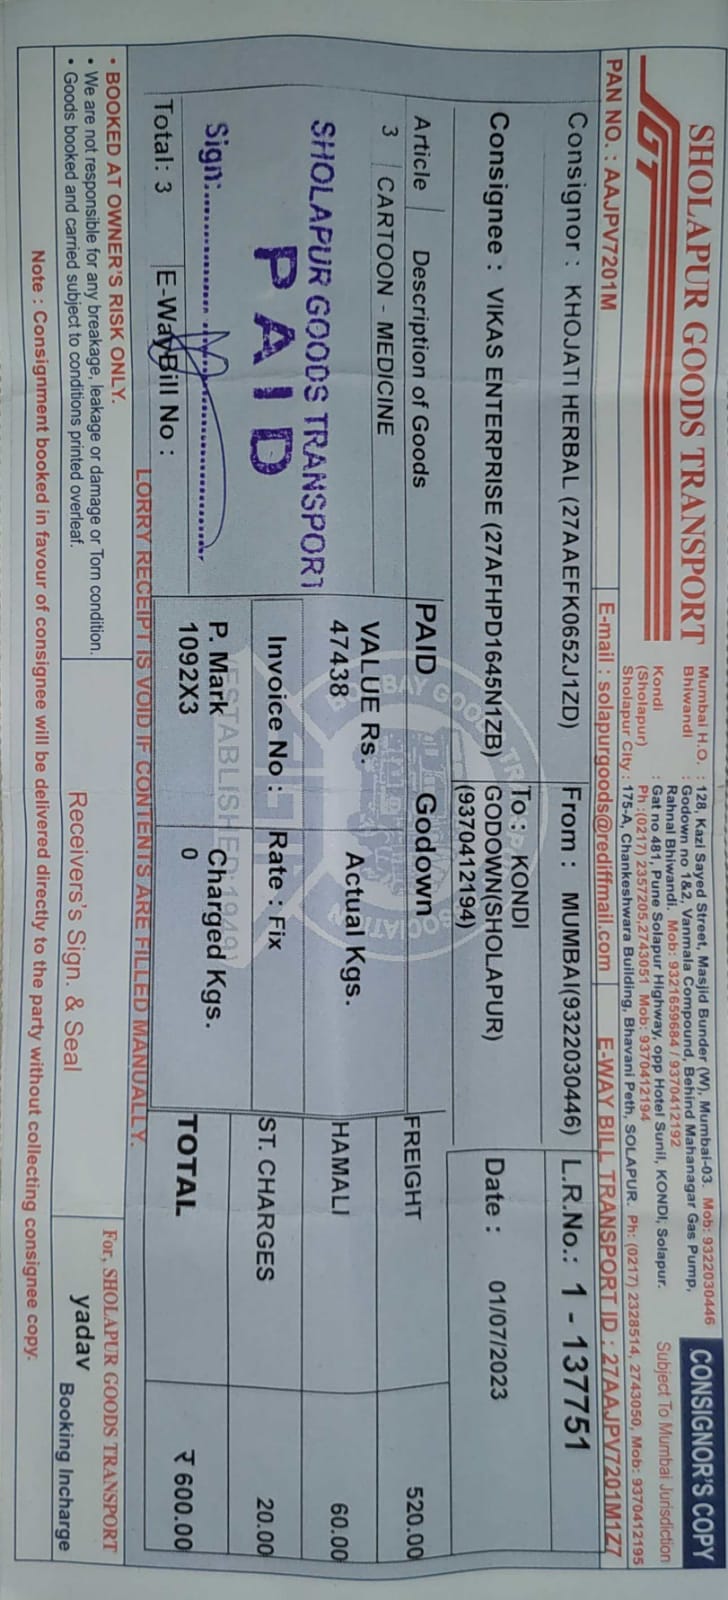 SHOLAPUR GOODS TRANSPORT
SGT
Mumbai H.O. : 128, Kazi Sayed Street, Masjid Bunder (W), Mumbai-03. Mob: 9322030446
Bhiwandi : Godown no 1&2, Vanmala Compound, Behind Mahanagar Gas Pump,
Rahnal Bhiwandi. Mob: 9321659684 / 9370412192
Kondi : Gat no 481, Pune Solapur Highway, opp Hotel Sunil, KONDI, Solapur.
(Sholapur) Ph :(0217) 2357205,2743051 Mob: 9370412194
Sholapur City : 175-A, Chankeshwara Building, Bhavani Peth, SOLAPUR. Ph: (0217) 2328514, 2743050, Mob: 9370412195
CONSIGNOR'S COPY
Subject To Mumbai Jurisdiction
PAN NO. : AAJPV7201M
E-mail : solapurgoods@rediffmail.com
E-WAY BILL TRANSPORT ID : 27AAJPV7201M1Z7
Consignor : KHOJATI HERBAL (27AAEFK0652J1ZD)
From : MUMBAI(9322030446)
L.R.No.: 1 - 137751
Consignee : VIKAS ENTERPRISE (27AFHPD1645N1ZB)
To : KONDI
GODOWN(SHOLAPUR)
(9370412194)
Date : 01/07/2023
Article Description of Goods
PAID Godown
FREIGHT 520.00
3 CARTOON - MEDICINE
VALUE Rs. Actual Kgs.
47438
HAMALI 60.00
SHOLAPUR GOODS TRANSPORT
PAID
Sign:
Invoice No : Rate : Fix
ST. CHARGES 20.00
P. Mark Charged Kgs.
1092X3 0
TOTAL ₹ 600.00
Total: 3 E-WayBill No :
BOMBAY GOODS TRANSPORT ASSOCIATION
(ESTABLISHED 1949)
LORRY RECEIPT IS VOID IF CONTENTS ARE FILLED MANUALLY.
• BOOKED AT OWNER'S RISK ONLY.
• We are not responsible for any breakage, leakage or damage or Torn condition.
• Goods booked and carried subject to conditions printed overleaf.
Receivers's Sign. & Seal
For, SHOLAPUR GOODS TRANSPORT
yadav Booking Incharge
Note : Consignment booked in favour of consignee will be delivered directly to the party without collecting consignee copy.